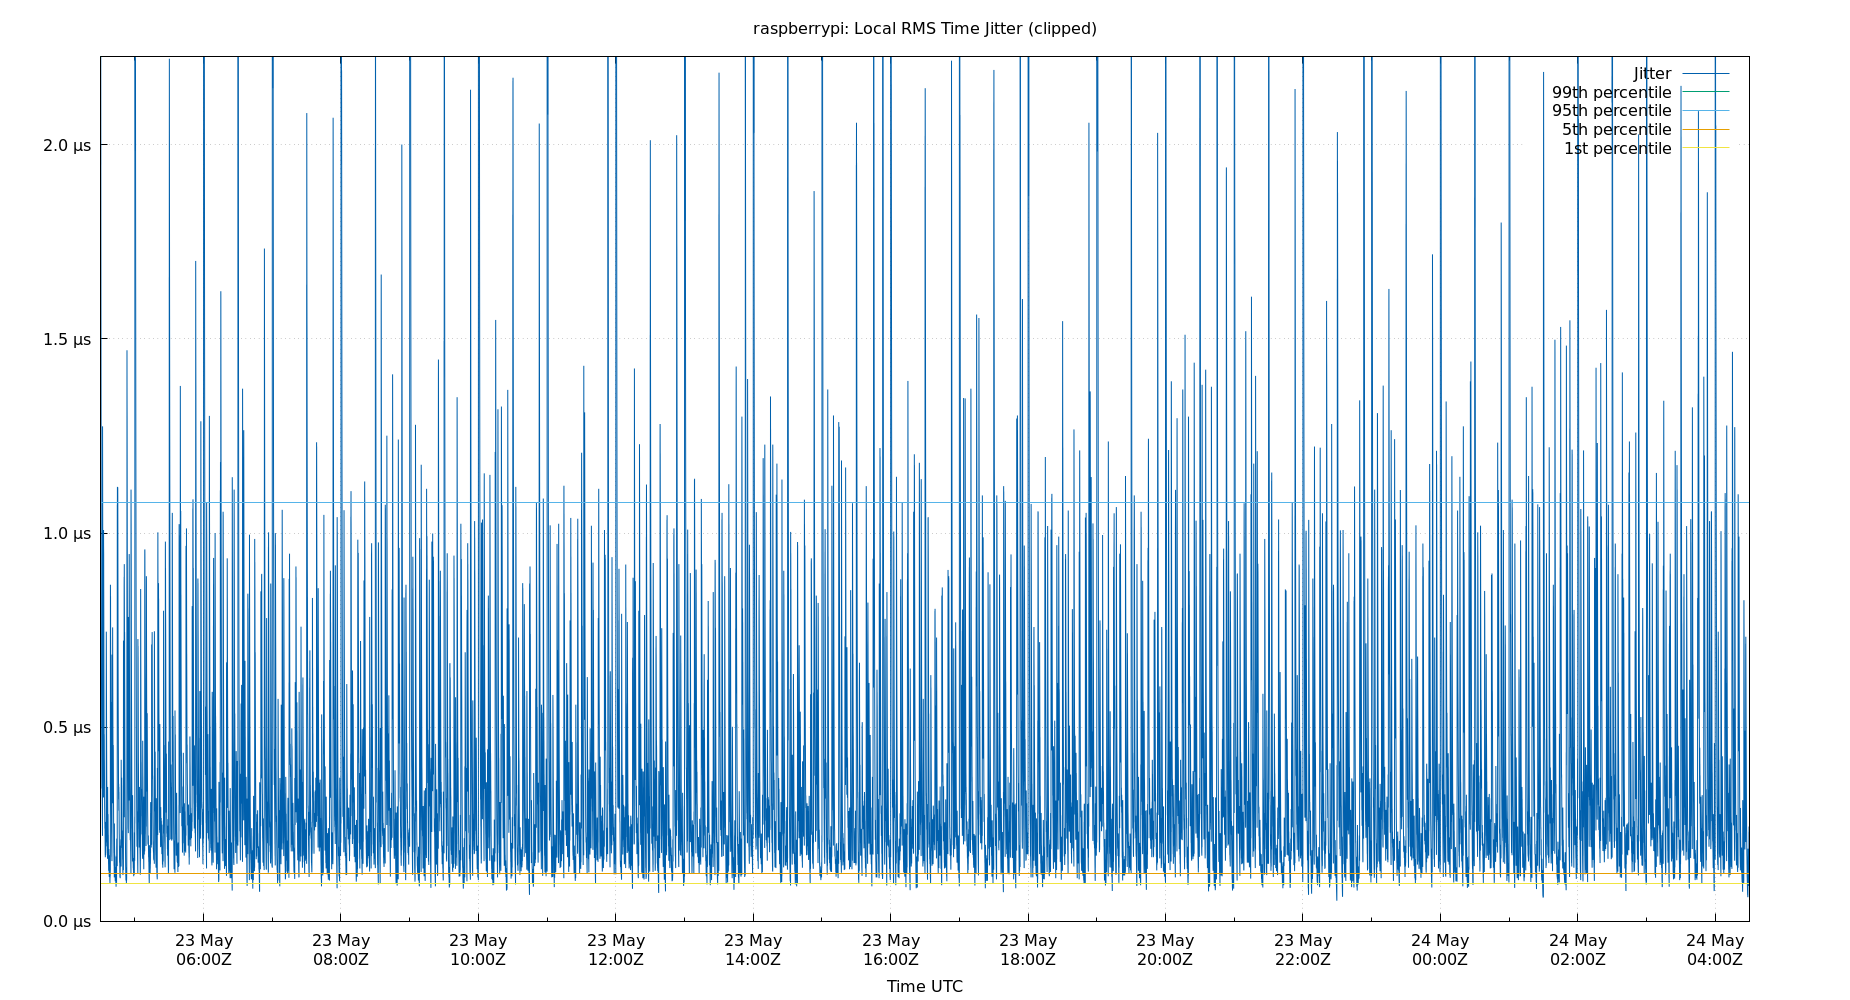 raspberrypi: Local RMS Time Jitter (clipped)
Jitter
99th percentile
95th percentile
5th percentile
1st percentile
2.0 µs
1.5 µs
1.0 µs
0.5 µs
0.0 µs
23 May 23 May 23 May 23 May 23 May 23 May 23 May 23 May 23 May 24 May 24 May 24 May
06:00Z 08:00Z 10:00Z 12:00Z 14:00Z 16:00Z 18:00Z 20:00Z 22:00Z 00:00Z 02:00Z 04:00Z
Time UTC